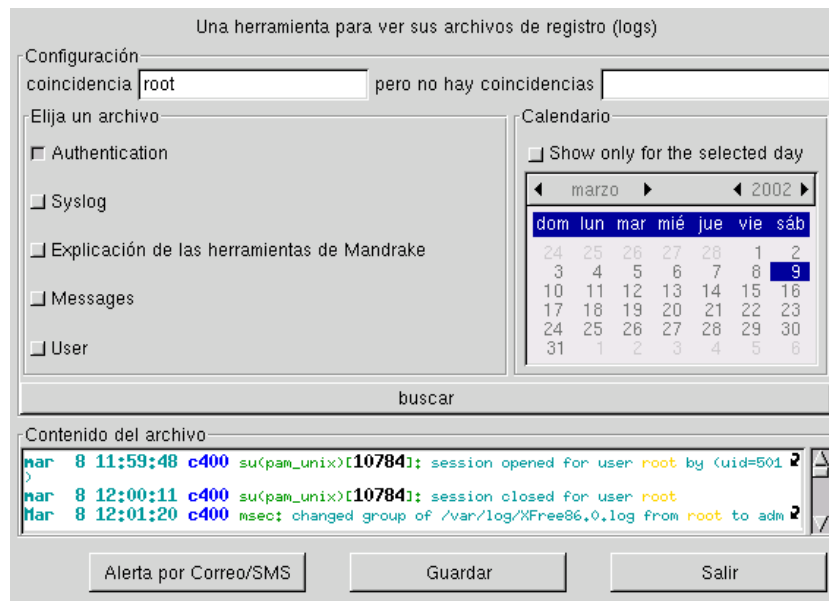 Una herramienta para ver sus archivos de registro (logs)
Configuración
coincidencia root pero no hay coincidencias
Elija un archivo
Authentication
Syslog
Explicación de las herramientas de Mandrake
Messages
User
Calendario
Show only for the selected day
marzo 2002
dom lun mar mié jue vie sáb
24 25 26 27 28 1 2
3 4 5 6 7 8 9
10 11 12 13 14 15 16
17 18 19 20 21 22 23
24 25 26 27 28 29 30
31 1 2 3 4 5 6
buscar
Contenido del archivo
mar 8 11:59:48 c400 su(pam_unix)[10784]: session opened for user root by (uid=501
)
mar 8 12:00:11 c400 su(pam_unix)[10784]: session closed for user root
Mar 8 12:01:20 c400 msec: changed group of /var/log/XFree86.0.log from root to adm
Alerta por Correo/SMS Guardar Salir